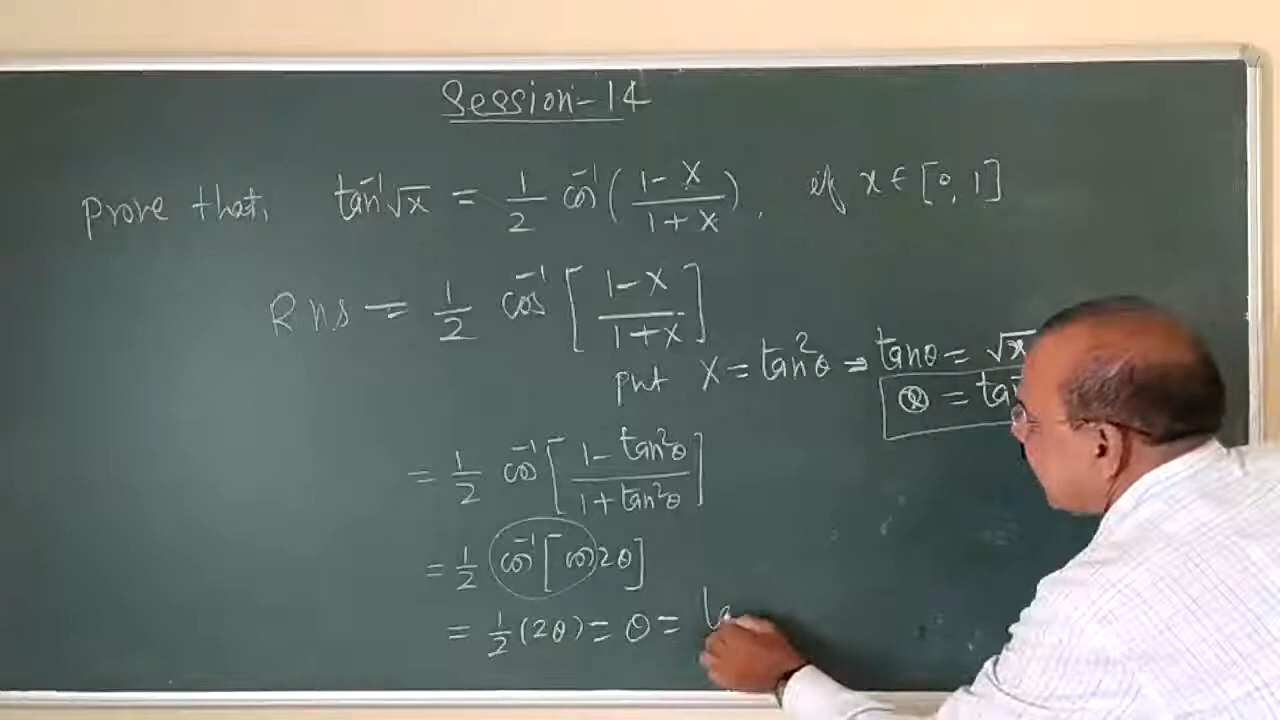 Session-14
Prove that, tan⁻¹√x = 1/2 cos⁻¹(1-x/1+x), if x ∈ [0, 1]
RHS = 1/2 cos⁻¹[1-x/1+x]
put x = tan²θ ⇒ tanθ = √x
θ = tan
= 1/2 cos⁻¹[1-tan²θ/1+tan²θ]
= 1/2 cos⁻¹[cos2θ]
= 1/2(2θ) = θ = ta